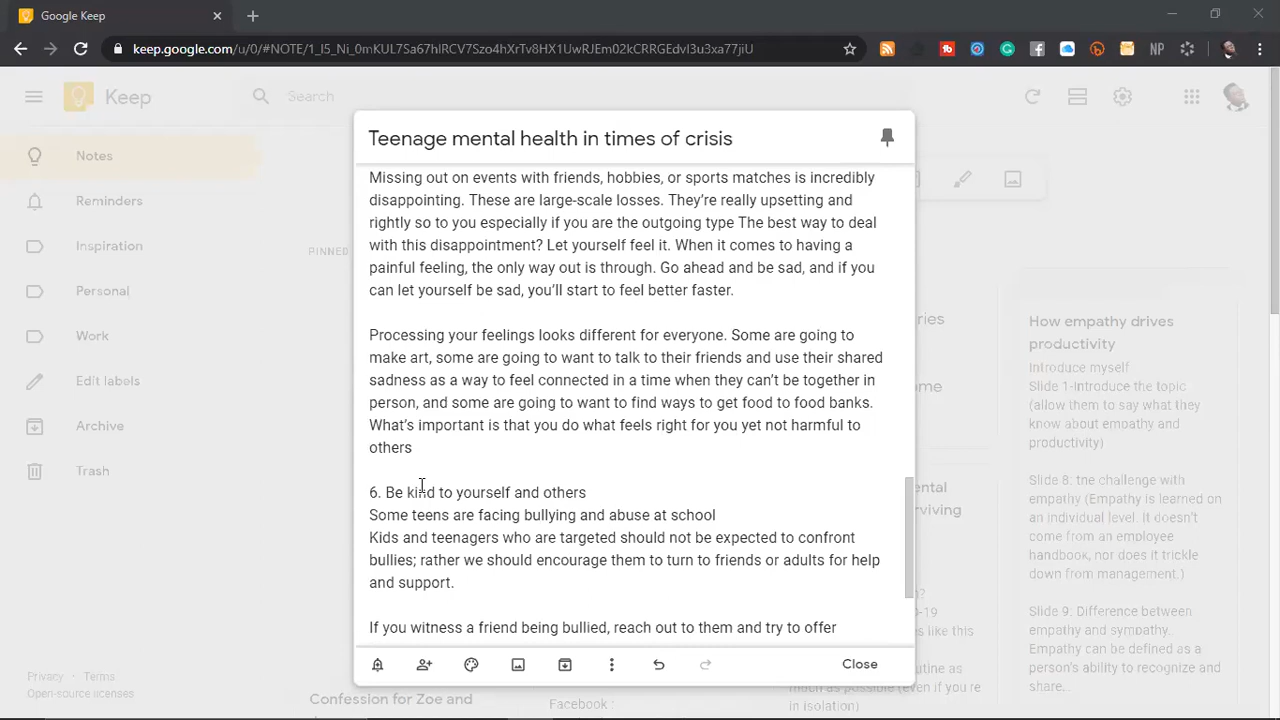 Google Keep
keep.google.com/u/0/#NOTE/1_I5_Ni_0mKUL7Sa67hIRCV7Szo4hXrTv8HX1UwRJEm02kCRRGEdvI3u3xa77jiU
NP
Keep
Search
Notes
Reminders
Inspiration
Personal
Work
Edit labels
Archive
Trash
Privacy · Terms
Open-source licenses
PINNED
Teenage mental health in times of crisis
Missing out on events with friends, hobbies, or sports matches is incredibly
disappointing. These are large-scale losses. They’re really upsetting and
rightly so to you especially if you are the outgoing type The best way to deal
with this disappointment? Let yourself feel it. When it comes to having a
painful feeling, the only way out is through. Go ahead and be sad, and if you
can let yourself be sad, you’ll start to feel better faster.
Processing your feelings looks different for everyone. Some are going to
make art, some are going to want to talk to their friends and use their shared
sadness as a way to feel connected in a time when they can’t be together in
person, and some are going to want to find ways to get food to food banks.
What’s important is that you do what feels right for you yet not harmful to
others
6. Be kind to yourself and others
Some teens are facing bullying and abuse at school
Kids and teenagers who are targeted should not be expected to confront
bullies; rather we should encourage them to turn to friends or adults for help
and support.
If you witness a friend being bullied, reach out to them and try to offer
Close
Confession for Zoe and
Facebook :
much as possible (even if you're
in isolation)
How empathy drives
productivity
Introduce myself
Slide 1-Introduce the topic
(allow them to say what they
know about empathy and
productivity)
Slide 8: tne challenge with
empathy (Empathy is learned on
an individual level. It doesn't
come from an employee
handbook, nor does it trickle
down from management.)
Slide 9: Difference between
empathy and sympathy.
Empathy can be defined as a
person's ability to recognize and
share…